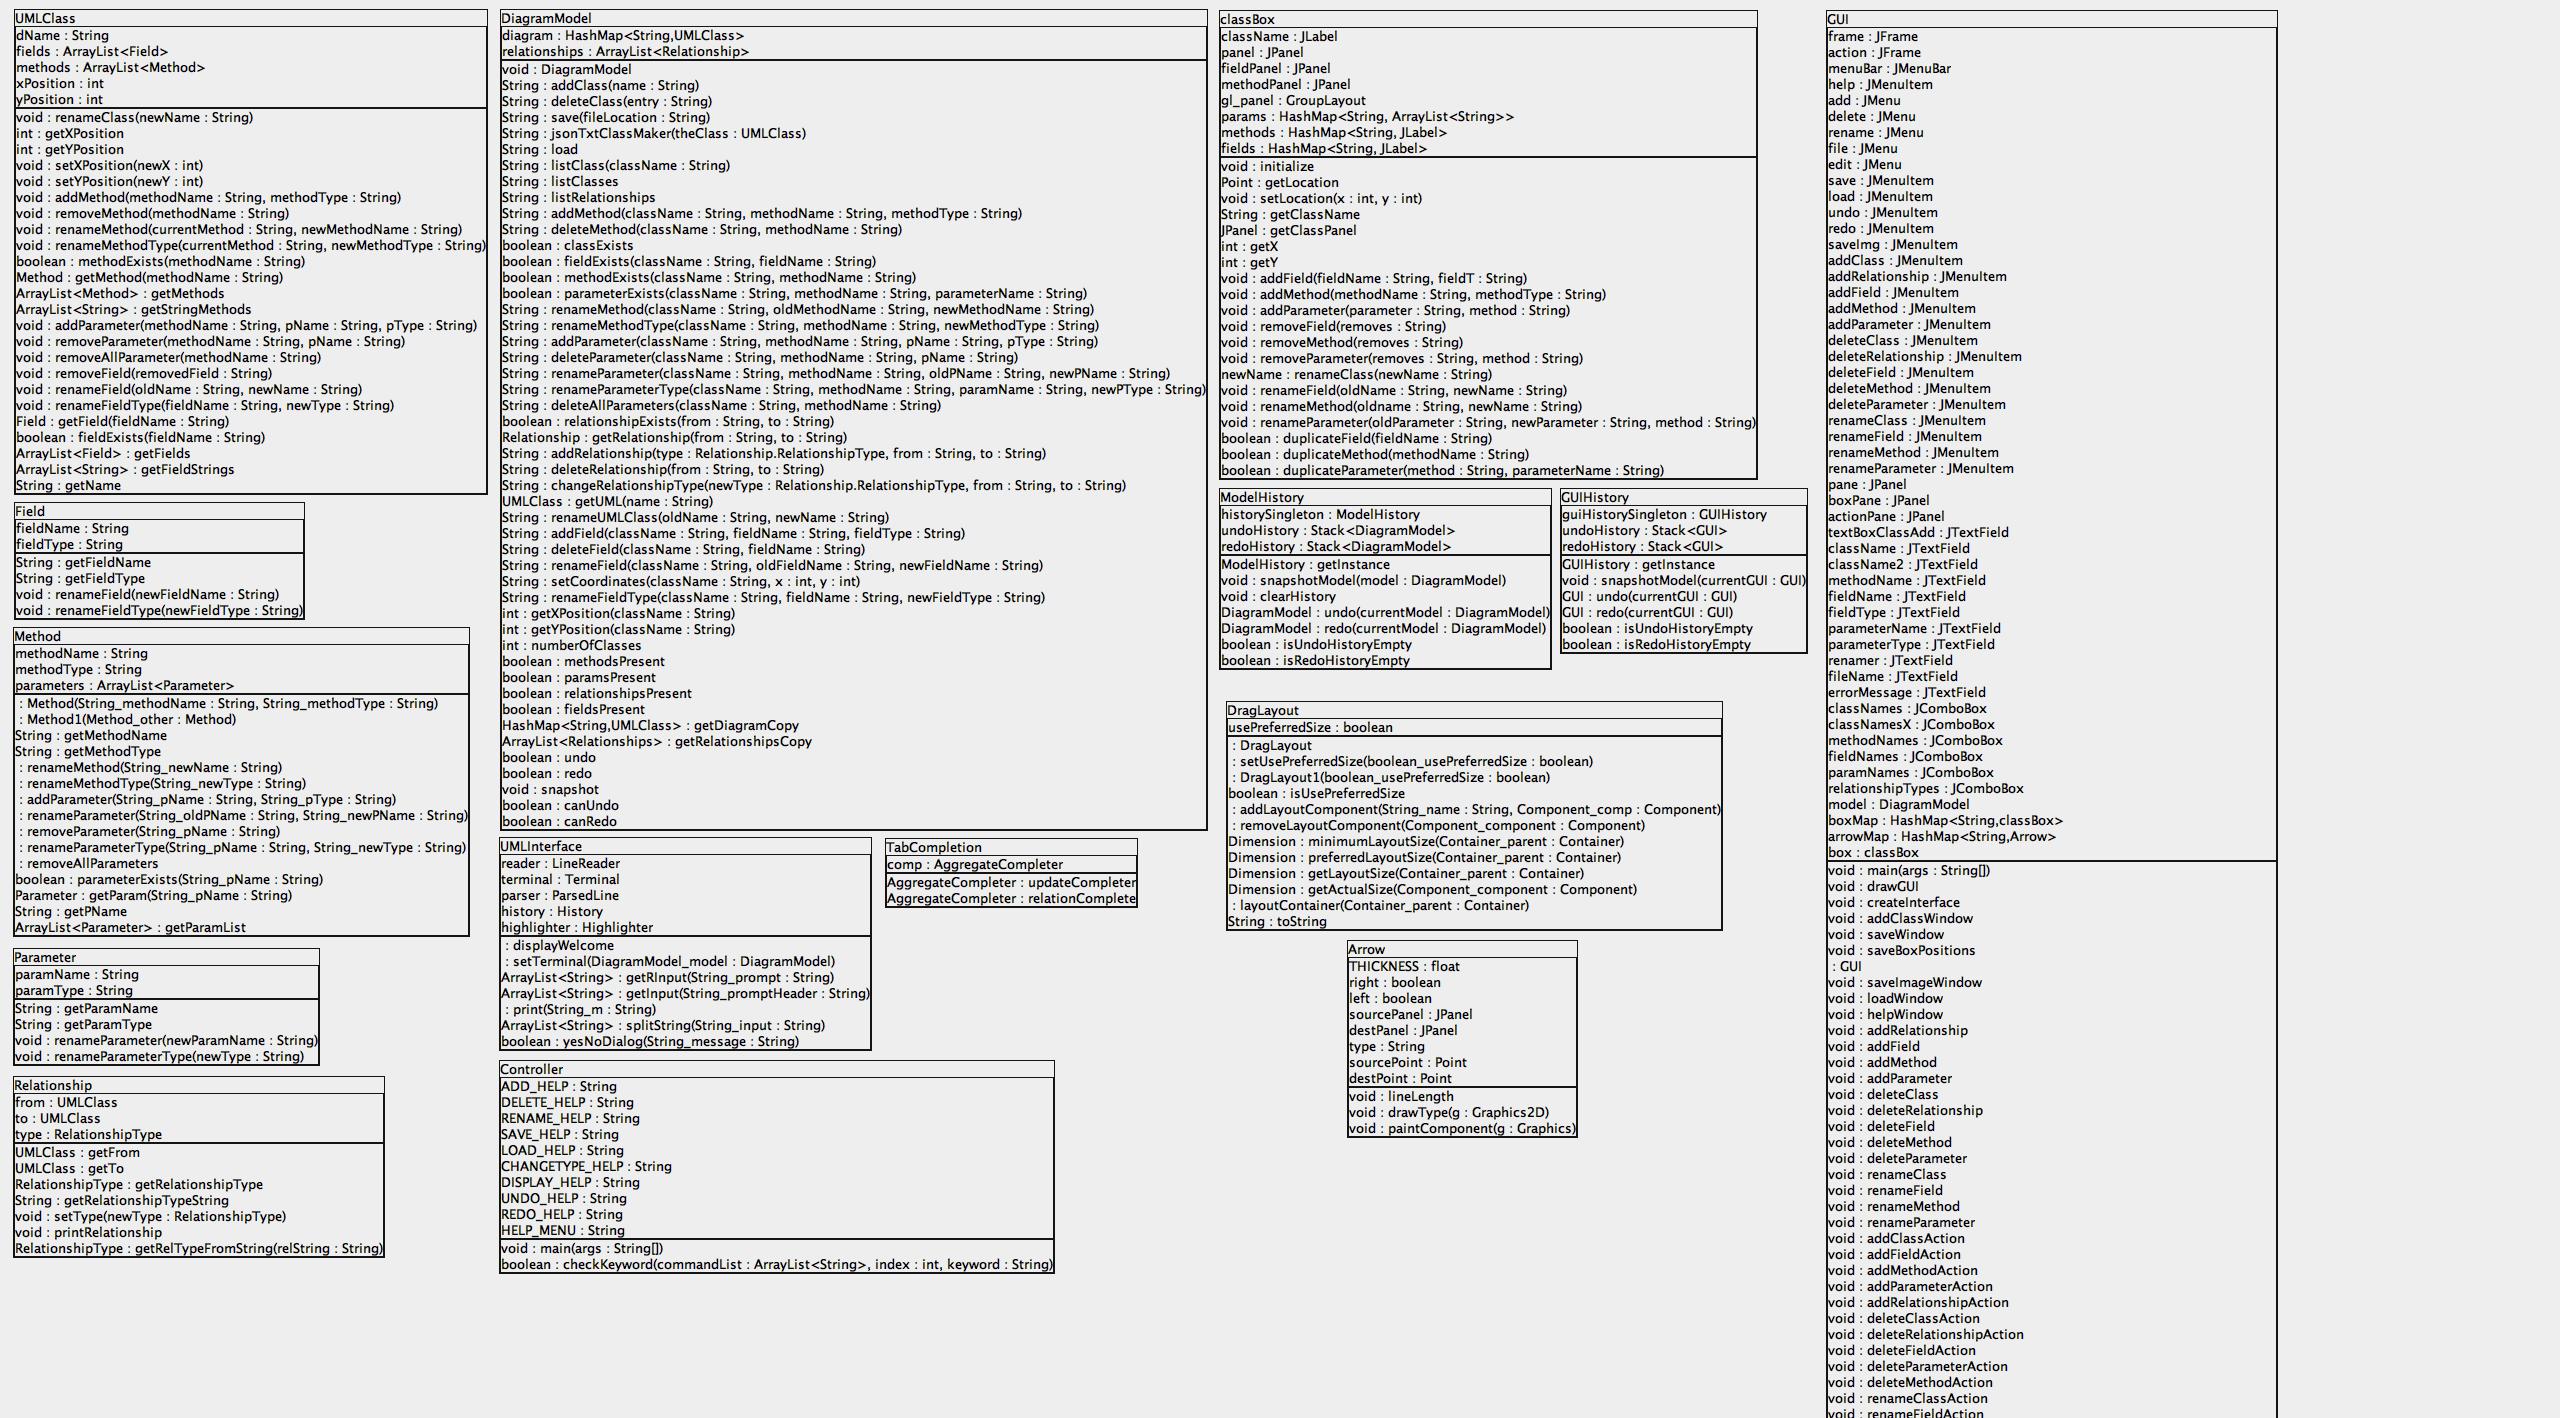 UMLClass
dName : String
fields : ArrayList<Field>
methods : ArrayList<Method>
xPosition : int
yPosition : int
void : renameClass(newName : String)
int : getXPosition
int : getYPosition
void : setXPosition(newX : int)
void : setYPosition(newY : int)
void : addMethod(methodName : String, methodType : String)
void : removeMethod(methodName : String)
void : renameMethod(currentMethod : String, newMethodName : String)
void : renameMethodType(currentMethod : String, newMethodType : String)
boolean : methodExists(methodName : String)
Method : getMethod(methodName : String)
ArrayList<Method> : getMethods
ArrayList<String> : getStringMethods
void : addParameter(methodName : String, pName : String, pType : String)
void : removeParameter(methodName : String, pName : String)
void : removeAllParameter(methodName : String)
void : removeField(removedField : String)
void : renameField(oldName : String, newName : String)
void : renameFieldType(fieldName : String, newType : String)
Field : getField(fieldName : String)
boolean : fieldExists(fieldName : String)
ArrayList<Field> : getFields
ArrayList<String> : getFieldStrings
String : getName
Field
fieldName : String
fieldType : String
String : getFieldName
String : getFieldType
void : renameField(newFieldName : String)
void : renameFieldType(newFieldType : String)
Method
methodName : String
methodType : String
parameters : ArrayList<Parameter>
: Method(String_methodName : String, String_methodType : String)
: Method1(Method_other : Method)
String : getMethodName
String : getMethodType
: renameMethod(String_newName : String)
: renameMethodType(String_newType : String)
: addParameter(String_pName : String, String_pType : String)
: renameParameter(String_oldPName : String, String_newPName : String)
: removeParameter(String_pName : String)
: renameParameterType(String_pName : String, String_newType : String)
: removeAllParameters
boolean : parameterExists(String_pName : String)
Parameter : getParam(String_pName : String)
String : getPName
ArrayList<Parameter> : getParamList
Parameter
paramName : String
paramType : String
String : getParamName
String : getParamType
void : renameParameter(newParamName : String)
void : renameParameterType(newType : String)
Relationship
from : UMLClass
to : UMLClass
type : RelationshipType
UMLClass : getFrom
UMLClass : getTo
RelationshipType : getRelationshipType
String : getRelationshipTypeString
void : setType(newType : RelationshipType)
void : printRelationship
RelationshipType : getRelTypeFromString(relString : String)
DiagramModel
diagram : HashMap<String,UMLClass>
relationships : ArrayList<Relationship>
void : DiagramModel
String : addClass(name : String)
String : deleteClass(entry : String)
String : save(fileLocation : String)
String : jsonTxtClassMaker(theClass : UMLClass)
String : load
String : listClass(className : String)
String : listClasses
String : listRelationships
String : addMethod(className : String, methodName : String, methodType : String)
String : deleteMethod(className : String, methodName : String)
boolean : classExists
boolean : fieldExists(className : String, fieldName : String)
boolean : methodExists(className : String, methodName : String)
boolean : parameterExists(className : String, methodName : String, parameterName : String)
String : renameMethod(className : String, oldMethodName : String, newMethodName : String)
String : renameMethodType(className : String, methodName : String, newMethodType : String)
String : addParameter(className : String, methodName : String, pName : String, pType : String)
String : deleteParameter(className : String, methodName : String, pName : String)
String : renameParameter(className : String, methodName : String, oldPName : String, newPName : String)
String : renameParameterType(className : String, methodName : String, paramName : String, newPType : String)
String : deleteAllParameters(className : String, methodName : String)
boolean : relationshipExists(from : String, to : String)
Relationship : getRelationship(from : String, to : String)
String : addRelationship(type : Relationship.RelationshipType, from : String, to : String)
String : deleteRelationship(from : String, to : String)
String : changeRelationshipType(newType : Relationship.RelationshipType, from : String, to : String)
UMLClass : getUML(name : String)
String : renameUMLClass(oldName : String, newName : String)
String : addField(className : String, fieldName : String, fieldType : String)
String : deleteField(className : String, fieldName : String)
String : renameField(className : String, oldFieldName : String, newFieldName : String)
String : setCoordinates(className : String, x : int, y : int)
String : renameFieldType(className : String, fieldName : String, newFieldType : String)
int : getXPosition(className : String)
int : getYPosition(className : String)
int : numberOfClasses
boolean : methodsPresent
boolean : paramsPresent
boolean : relationshipsPresent
boolean : fieldsPresent
HashMap<String,UMLClass> : getDiagramCopy
ArrayList<Relationships> : getRelationshipsCopy
boolean : undo
boolean : redo
void : snapshot
boolean : canUndo
boolean : canRedo
UMLInterface
reader : LineReader
terminal : Terminal
parser : ParsedLine
history : History
highlighter : Highlighter
: displayWelcome
: setTerminal(DiagramModel_model : DiagramModel)
ArrayList<String> : getRInput(String_prompt : String)
ArrayList<String> : getInput(String_promptHeader : String)
: print(String_m : String)
ArrayList<String> : splitString(String_input : String)
boolean : yesNoDialog(String_message : String)
TabCompletion
comp : AggregateCompleter
AggregateCompleter : updateCompleter
AggregateCompleter : relationComplete
Controller
ADD_HELP : String
DELETE_HELP : String
RENAME_HELP : String
SAVE_HELP : String
LOAD_HELP : String
CHANGETYPE_HELP : String
DISPLAY_HELP : String
UNDO_HELP : String
REDO_HELP : String
HELP_MENU : String
void : main(args : String[])
boolean : checkKeyword(commandList : ArrayList<String>, index : int, keyword : String)
classBox
className : JLabel
panel : JPanel
fieldPanel : JPanel
methodPanel : JPanel
gl_panel : GroupLayout
params : HashMap<String, ArrayList<String>>
methods : HashMap<String, JLabel>
fields : HashMap<String, JLabel>
void : initialize
Point : getLocation
void : setLocation(x : int, y : int)
String : getClassName
JPanel : getClassPanel
int : getX
int : getY
void : addField(fieldName : String, fieldT : String)
void : addMethod(methodName : String, methodType : String)
void : addParameter(parameter : String, method : String)
void : removeField(removes : String)
void : removeMethod(removes : String)
void : removeParameter(removes : String, method : String)
newName : renameClass(newName : String)
void : renameField(oldName : String, newName : String)
void : renameMethod(oldname : String, newName : String)
void : renameParameter(oldParameter : String, newParameter : String, method : String)
boolean : duplicateField(fieldName : String)
boolean : duplicateMethod(methodName : String)
boolean : duplicateParameter(method : String, parameterName : String)
ModelHistory
historySingleton : ModelHistory
undoHistory : Stack<DiagramModel>
redoHistory : Stack<DiagramModel>
ModelHistory : getInstance
void : snapshotModel(model : DiagramModel)
void : clearHistory
DiagramModel : undo(currentModel : DiagramModel)
DiagramModel : redo(currentModel : DiagramModel)
boolean : isUndoHistoryEmpty
boolean : isRedoHistoryEmpty
GUIHistory
guiHistorySingleton : GUIHistory
undoHistory : Stack<GUI>
redoHistory : Stack<GUI>
GUIHistory : getInstance
void : snapshotModel(currentGUI : GUI)
GUI : undo(currentGUI : GUI)
GUI : redo(currentGUI : GUI)
boolean : isUndoHistoryEmpty
boolean : isRedoHistoryEmpty
DragLayout
usePreferredSize : boolean
: DragLayout
: setUsePreferredSize(boolean_usePreferredSize : boolean)
: DragLayout1(boolean_usePreferredSize : boolean)
boolean : isUsePreferredSize
: addLayoutComponent(String_name : String, Component_comp : Component)
: removeLayoutComponent(Component_component : Component)
Dimension : minimumLayoutSize(Container_parent : Container)
Dimension : preferredLayoutSize(Container_parent : Container)
Dimension : getLayoutSize(Container_parent : Container)
Dimension : getActualSize(Component_component : Component)
: layoutContainer(Container_parent : Container)
String : toString
Arrow
THICKNESS : float
right : boolean
left : boolean
sourcePanel : JPanel
destPanel : JPanel
type : String
sourcePoint : Point
destPoint : Point
void : lineLength
void : drawType(g : Graphics2D)
void : paintComponent(g : Graphics)
GUI
frame : JFrame
action : JFrame
menuBar : JMenuBar
help : JMenuItem
add : JMenu
delete : JMenu
rename : JMenu
file : JMenu
edit : JMenu
save : JMenuItem
load : JMenuItem
undo : JMenuItem
redo : JMenuItem
saveImg : JMenuItem
addClass : JMenuItem
addRelationship : JMenuItem
addField : JMenuItem
addMethod : JMenuItem
addParameter : JMenuItem
deleteClass : JMenuItem
deleteRelationship : JMenuItem
deleteField : JMenuItem
deleteMethod : JMenuItem
deleteParameter : JMenuItem
renameClass : JMenuItem
renameField : JMenuItem
renameMethod : JMenuItem
renameParameter : JMenuItem
pane : JPanel
boxPane : JPanel
actionPane : JPanel
textBoxClassAdd : JTextField
className : JTextField
className2 : JTextField
methodName : JTextField
fieldName : JTextField
fieldType : JTextField
parameterName : JTextField
parameterType : JTextField
renamer : JTextField
fileName : JTextField
errorMessage : JTextField
classNames : JComboBox
classNamesX : JComboBox
methodNames : JComboBox
fieldNames : JComboBox
paramNames : JComboBox
relationshipTypes : JComboBox
model : DiagramModel
boxMap : HashMap<String,classBox>
arrowMap : HashMap<String,Arrow>
box : classBox
void : main(args : String[])
void : drawGUI
void : createInterface
void : addClassWindow
void : saveWindow
void : saveBoxPositions
: GUI
void : saveImageWindow
void : loadWindow
void : helpWindow
void : addRelationship
void : addField
void : addMethod
void : addParameter
void : deleteClass
void : deleteRelationship
void : deleteField
void : deleteMethod
void : deleteParameter
void : renameClass
void : renameField
void : renameMethod
void : renameParameter
void : addClassAction
void : addFieldAction
void : addMethodAction
void : addParameterAction
void : addRelationshipAction
void : deleteClassAction
void : deleteRelationshipAction
void : deleteFieldAction
void : deleteParameterAction
void : deleteMethodAction
void : renameClassAction
void : renameFieldAction